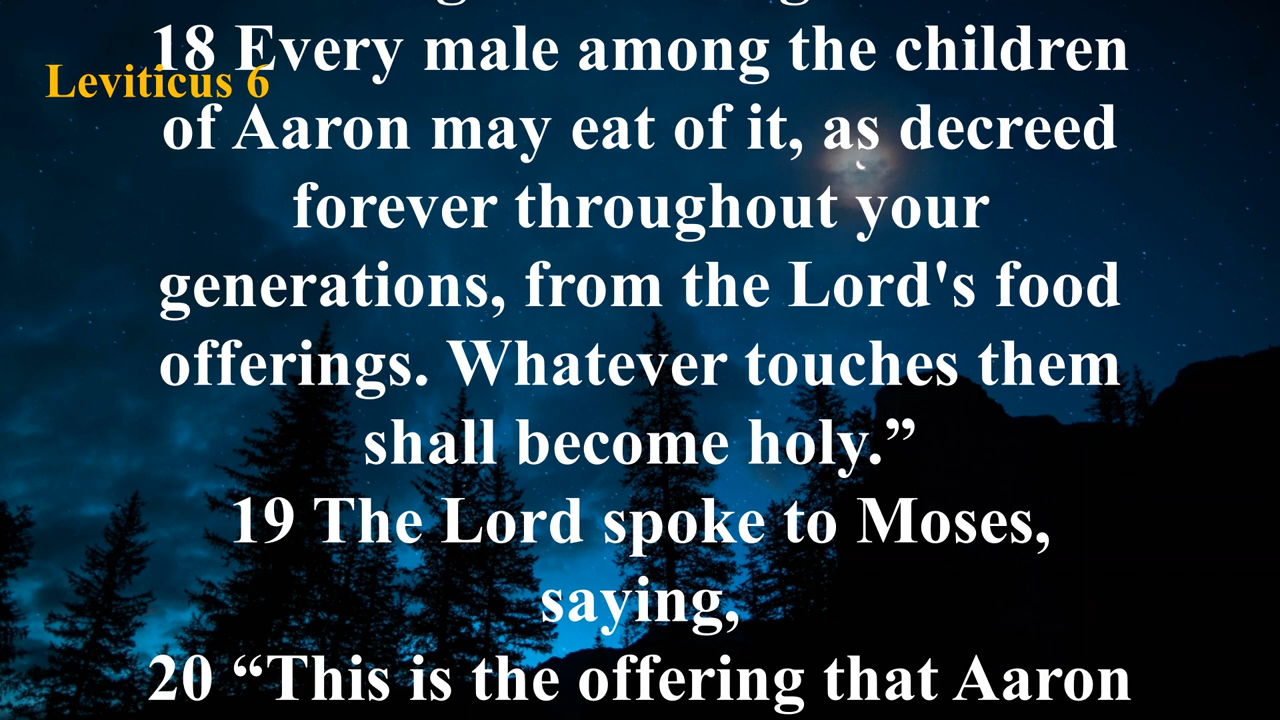 Leviticus 6
18 Every male among the children
of Aaron may eat of it, as decreed
forever throughout your
generations, from the Lord's food
offerings. Whatever touches them
shall become holy.”
19 The Lord spoke to Moses,
saying,
20 “This is the offering that Aaron